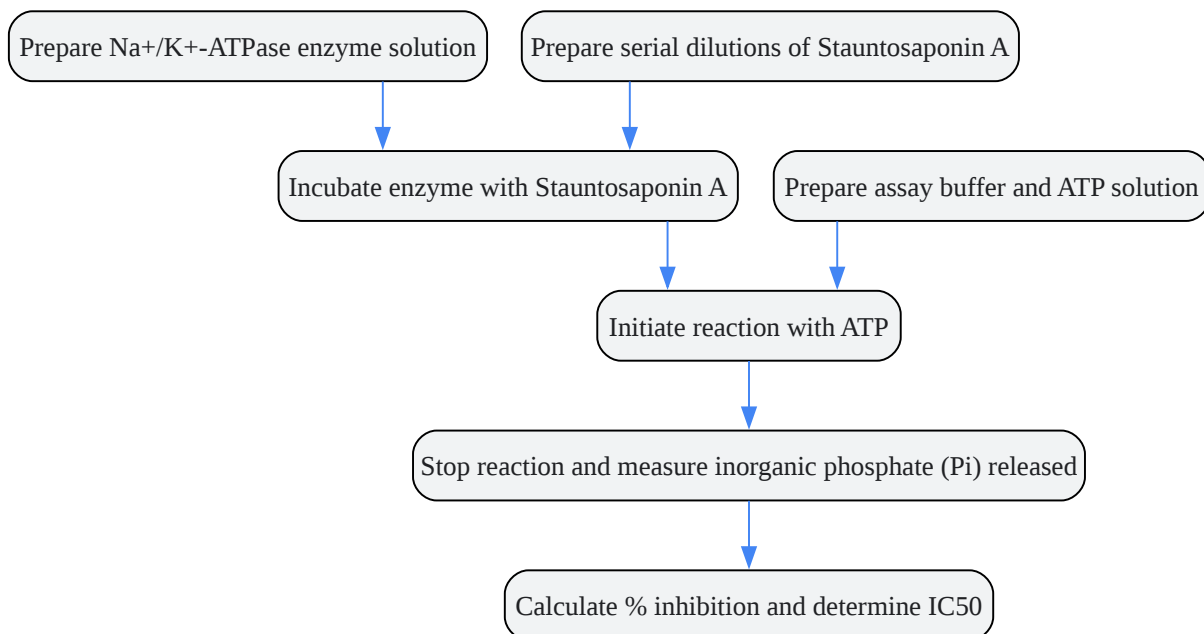 Prepare Na+/K+-ATPase enzyme solution
Prepare serial dilutions of Stauntosaponin A
Incubate enzyme with Stauntosaponin A
Prepare assay buffer and ATP solution
Initiate reaction with ATP
Stop reaction and measure inorganic phosphate (Pi) released
Calculate % inhibition and determine IC50